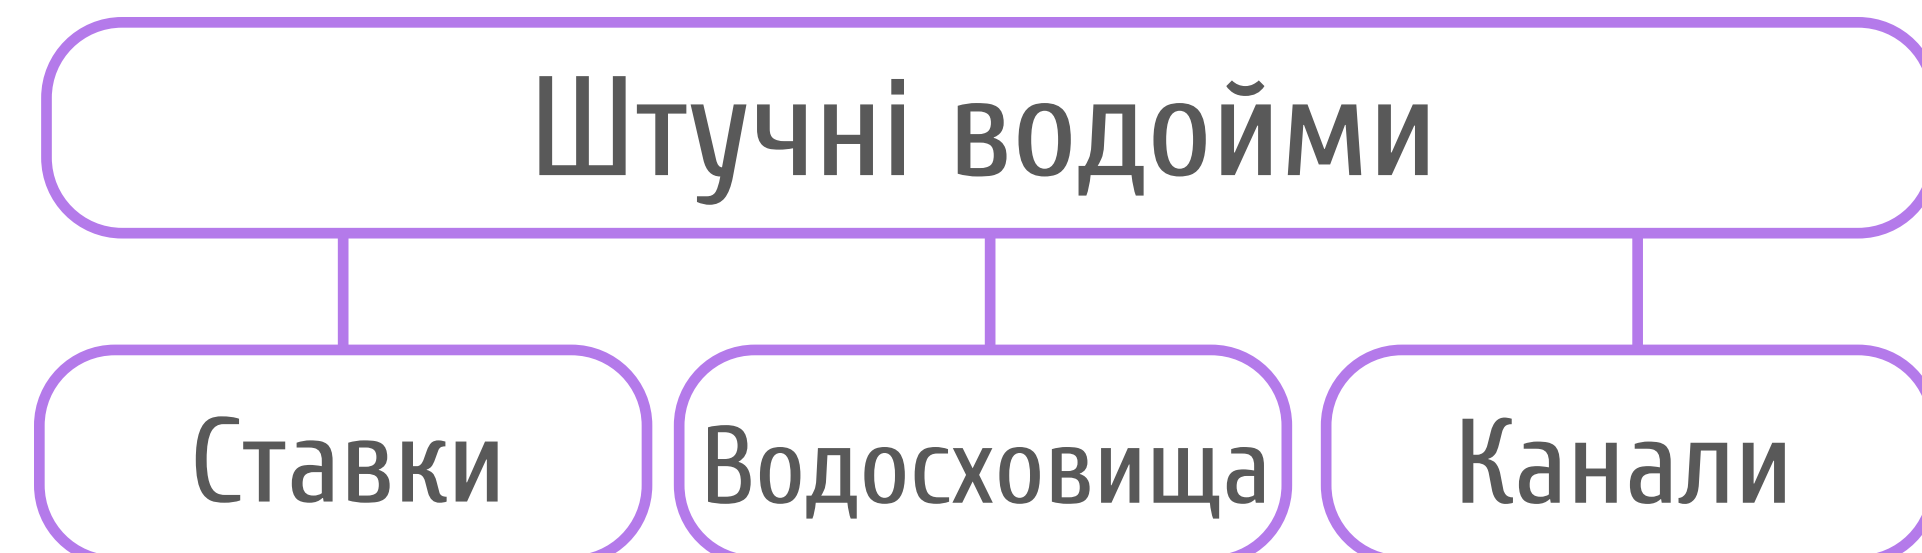 Штучні водойми
Ставки
Водосховища
Канали